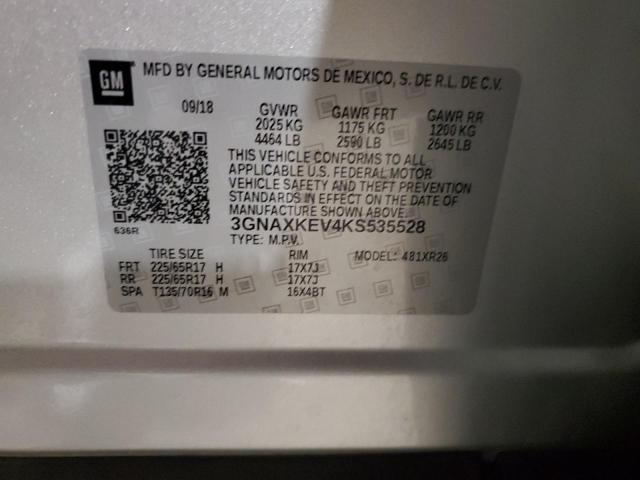 GM
MFD BY GENERAL MOTORS DE MEXICO, S. DE R.L. DE C.V.
09/18 GVWR GAWR FRT GAWR RR
2025 KG 1175 KG 1200 KG
4464 LB 2590 LB 2645 LB
THIS VEHICLE CONFORMS TO ALL
APPLICABLE U.S. FEDERAL MOTOR
VEHICLE SAFETY AND THEFT PREVENTION
STANDARDS IN EFFECT ON THE DATE OF
MANUFACTURE SHOWN ABOVE.
3GNAXKEV4KS535528
636R TYPE: M.P.V.
TIRE SIZE RIM MODEL: 481XR26
FRT 225/65R17 H 17X7J
RR 225/65R17 H 17X7J
SPA T135/70R16 M 16X4BT